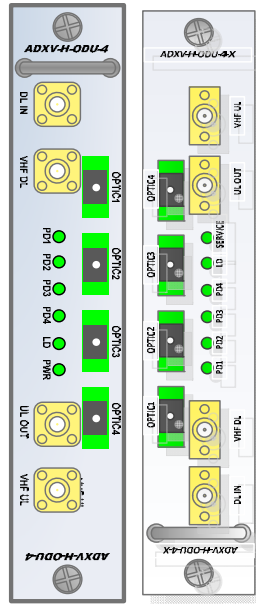 ADXV-H-ODU-4
DL IN
VHF DL
OPTIC1
PD1
PD2
OPTIC2
PD3
PD4
OPTIC3
LD
PWR
UL OUT
OPTIC4
VHF UL
ADXV-H-ODU-4
ADXV-H-ODU-4-X
VHF UL
OPTIC4
UL OUT
SERVICE
OPTIC3
LD
PD4
PD3
OPTIC2
PD2
PD1
OPTIC1
VHF DL
DL IN
ADXV-H-ODU-4-X